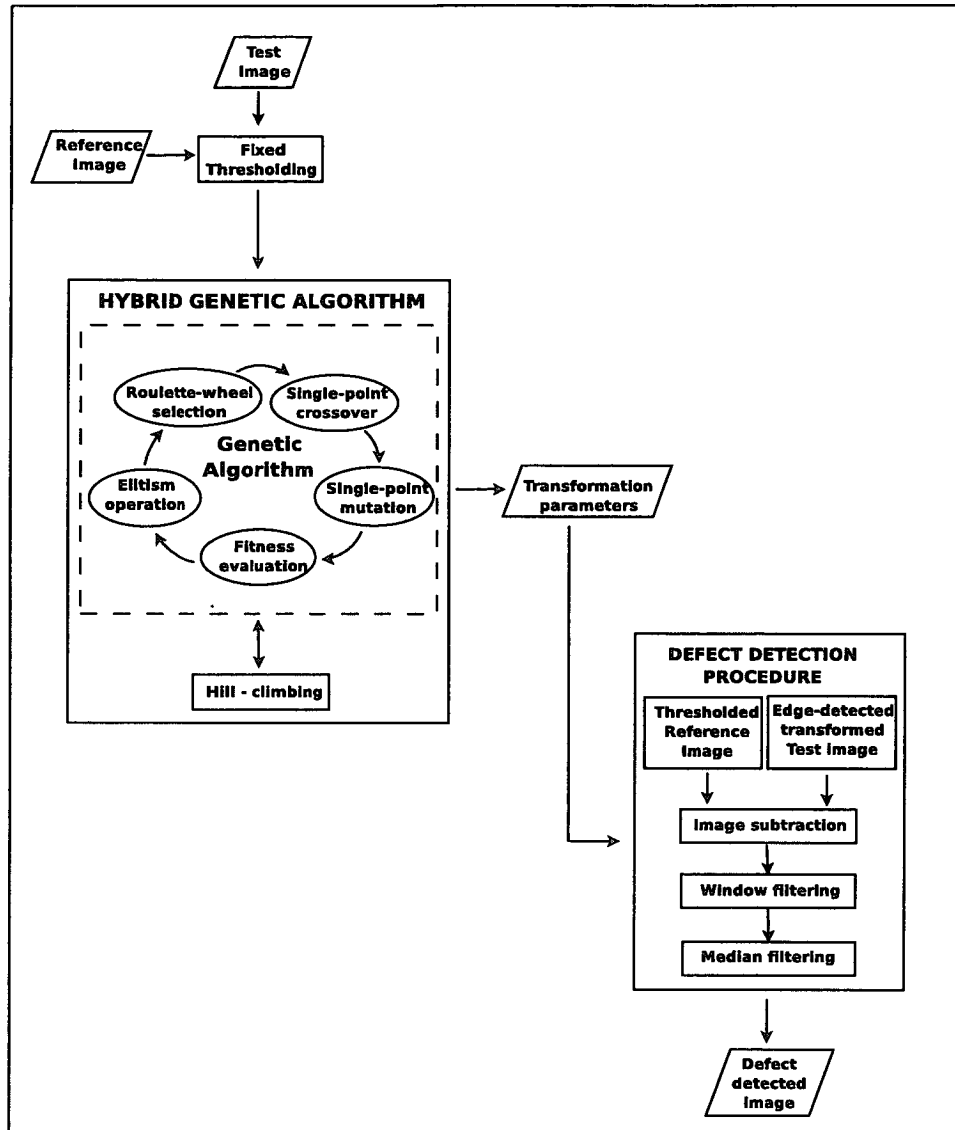 Test
Image
Reference
Image
Fixed
Thresholding
HYBRID GENETIC ALGORITHM
Roulette-wheel
selection
Single-point
crossover
Genetic
Algorithm
Elitism
operation
Single-point
mutation
Fitness
evaluation
Hill - climbing
Transformation
parameters
DEFECT DETECTION
PROCEDURE
Thresholded
Reference
Image
Edge-detected
transformed
Test Image
Image subtraction
Window filtering
Median filtering
Defect
detected
Image